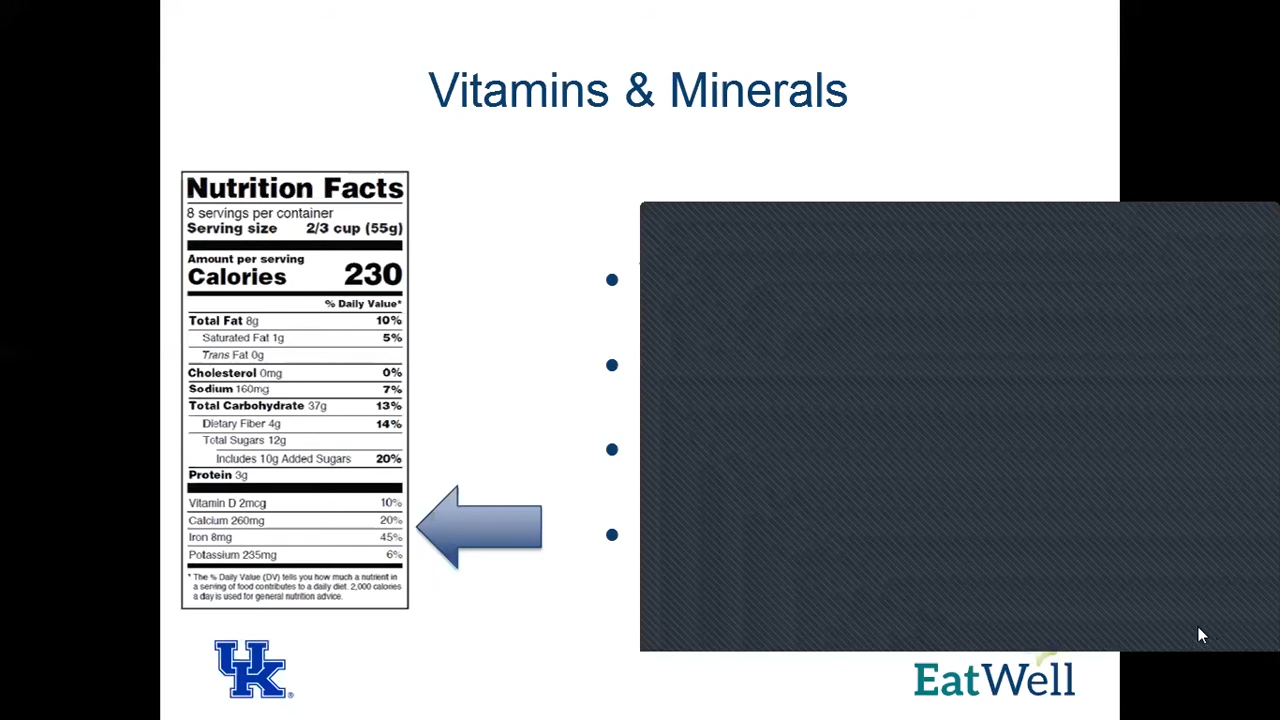 Vitamins & Minerals
Nutrition Facts
8 servings per container
Serving size 2/3 cup (55g)
Amount per serving
Calories 230
% Daily Value*
Total Fat 8g 10%
Saturated Fat 1g 5%
Trans Fat 0g
Cholesterol 0mg 0%
Sodium 160mg 7%
Total Carbohydrate 37g 13%
Dietary Fiber 4g 14%
Total Sugars 12g
Includes 10g Added Sugars 20%
Protein 3g
Vitamin D 2mcg 10%
Calcium 260mg 20%
Iron 8mg 45%
Potassium 235mg 6%
* The % Daily Value (DV) tells you how much a nutrient in
a serving of food contributes to a daily diet. 2,000 calories
a day is used for general nutrition advice.
UK®
EatWell